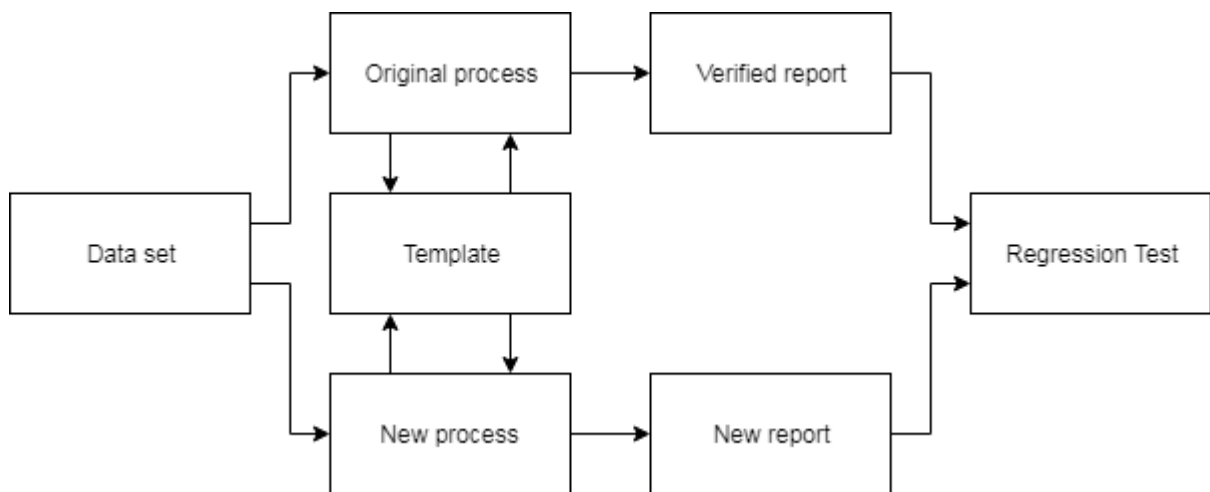 Original process
Verified report
Data set
Template
Regression Test
New process
New report